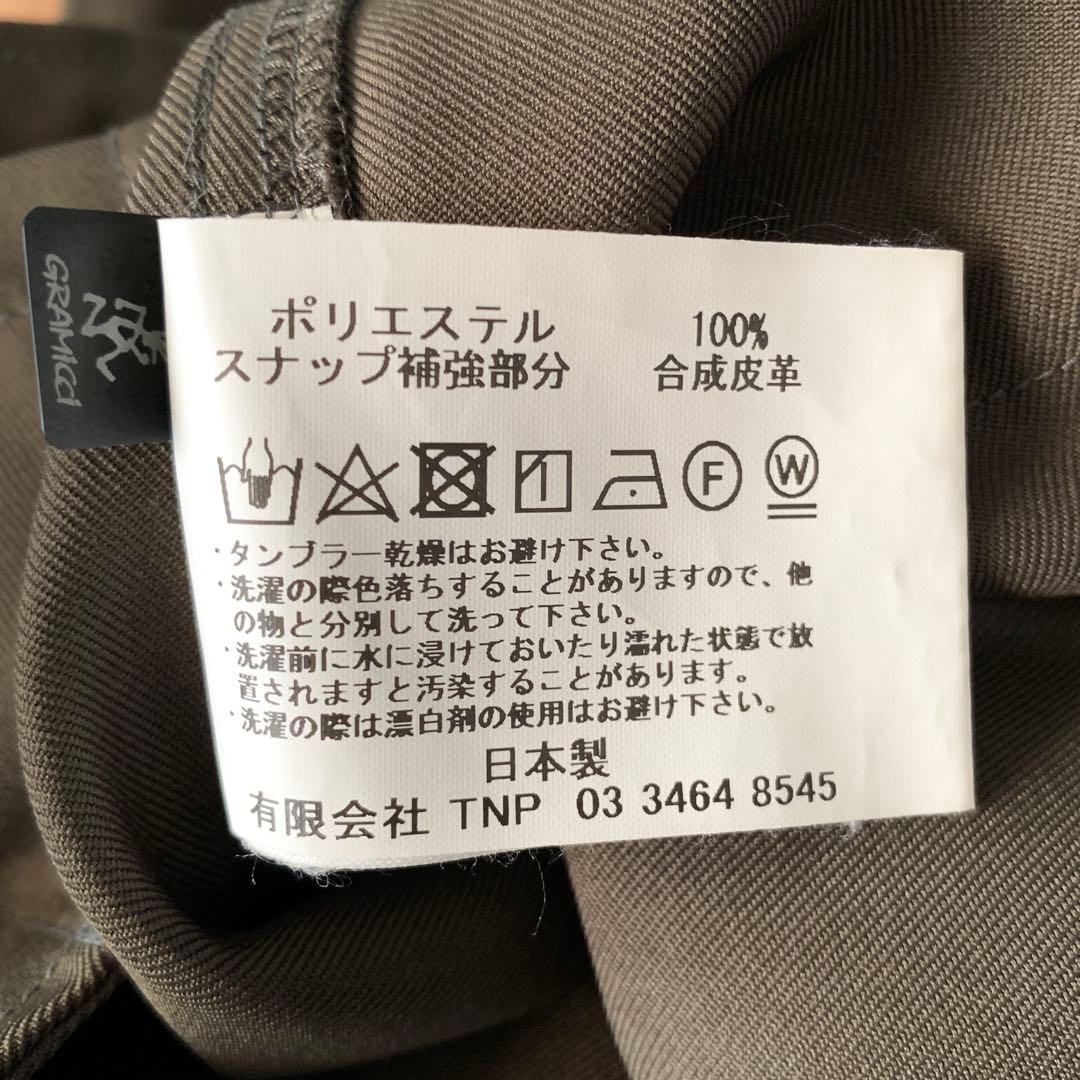 GRAMICCi
ポリエステル 100%
スナップ補強部分 合成皮革
F W
・タンブラー乾燥はお避け下さい。
・洗濯の際色落ちすることがありますので、他
の物と分別して洗って下さい。
・洗濯前に水に浸けておいたり濡れた状態で放
置されますと汚染することがあります。
・洗濯の際は漂白剤の使用はお避け下さい。
日本製
有限会社 TNP 03 3464 8545